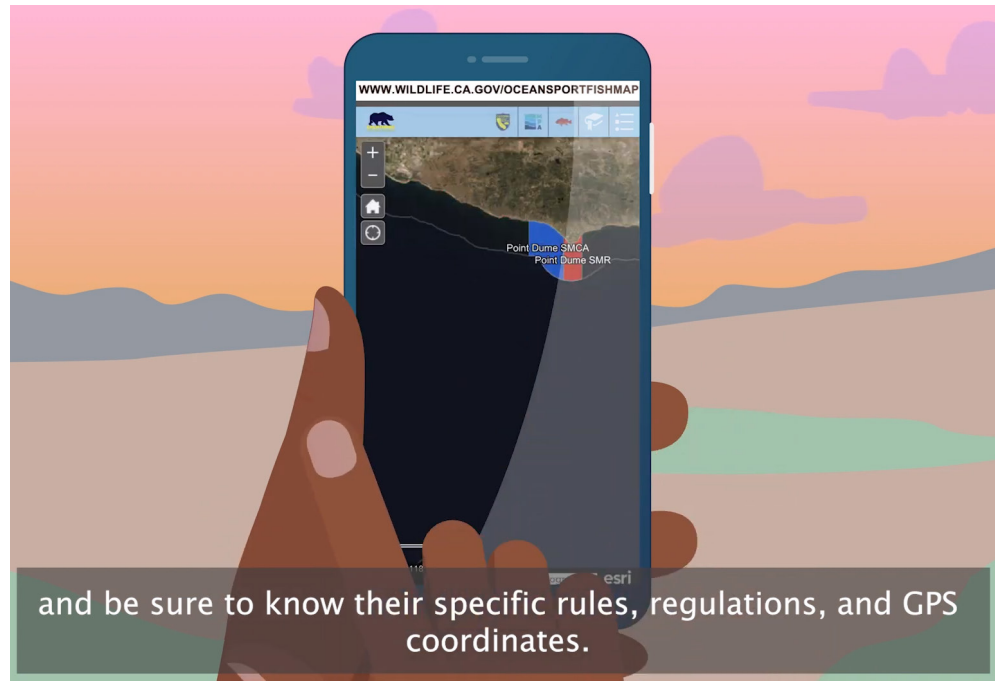 WWW.WILDLIFE.CA.GOV/OCEANSPORTFISHMAP
+
−
Point Dume SMCA
Point Dume SMR
esri
and be sure to know their specific rules, regulations, and GPS
coordinates.